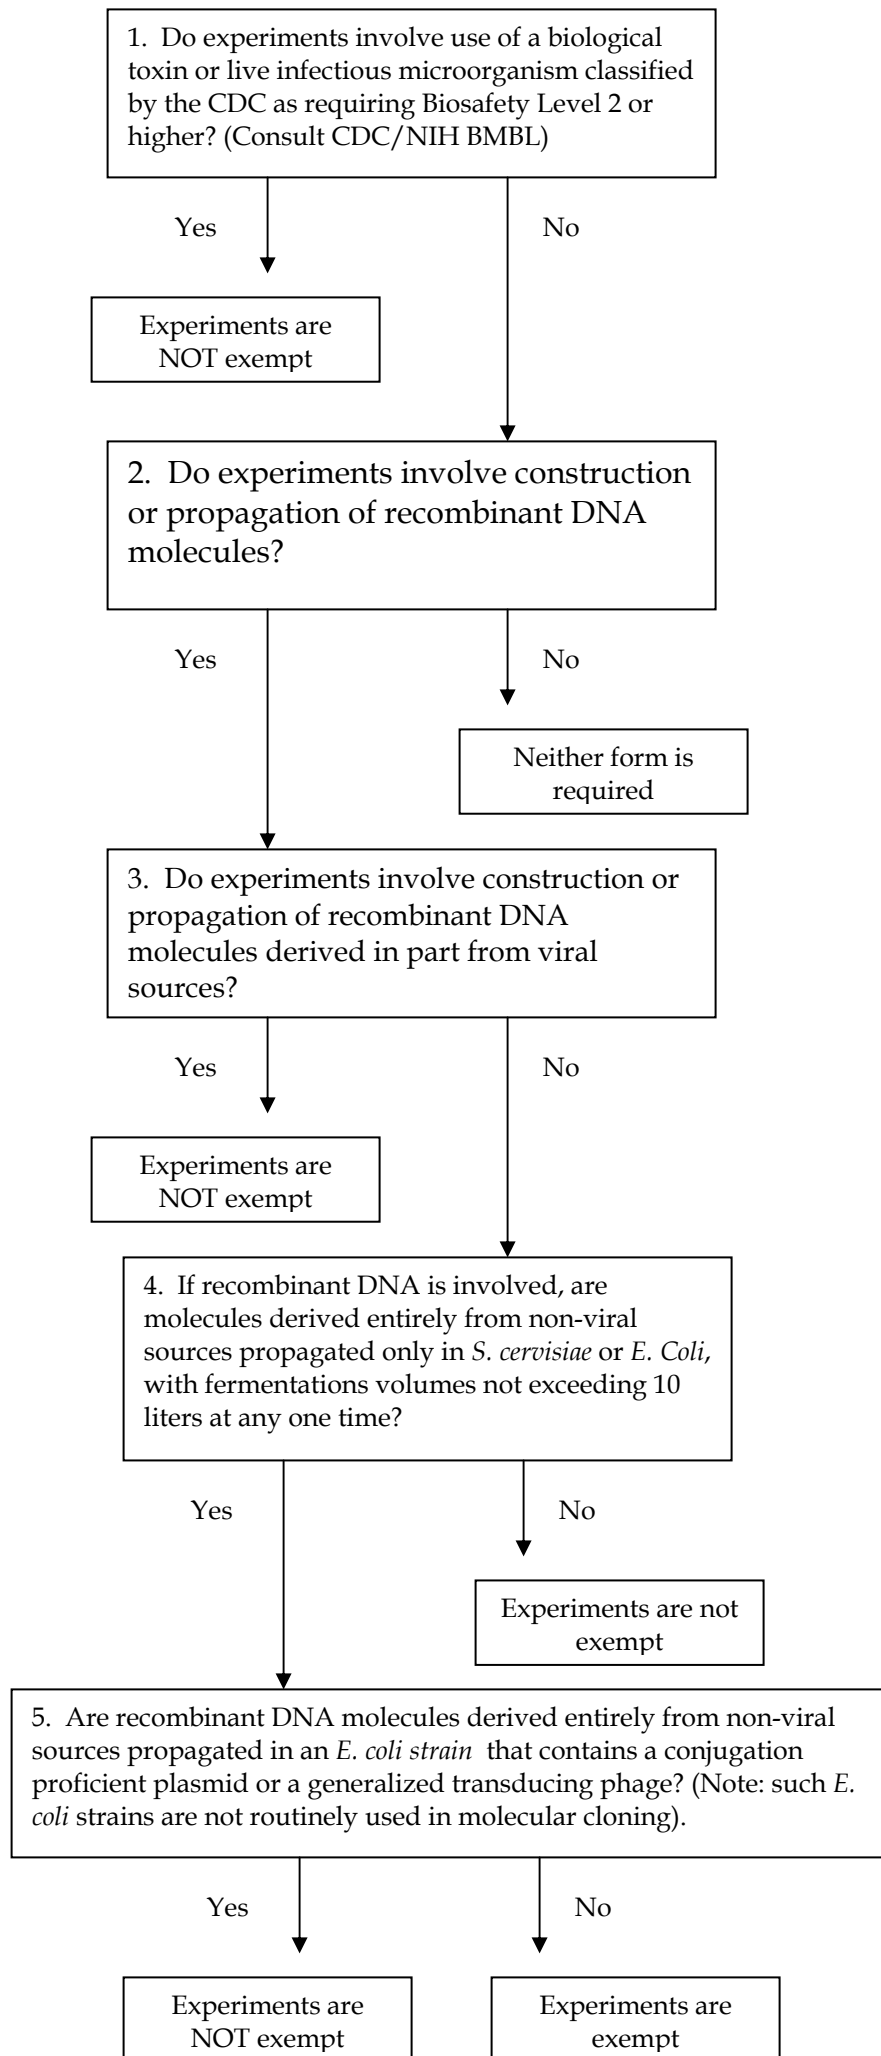 1. Do experiments involve use of a biological
toxin or live infectious microorganism classified
by the CDC as requiring Biosafety Level 2 or
higher? (Consult CDC/NIH BMBL)
Yes
No
Experiments are
NOT exempt
2. Do experiments involve construction
or propagation of recombinant DNA
molecules?
Yes
No
Neither form is
required
3. Do experiments involve construction or
propagation of recombinant DNA
molecules derived in part from viral
sources?
Yes
No
Experiments are
NOT exempt
4. If recombinant DNA is involved, are
molecules derived entirely from non-viral
sources propagated only in S. cervisiae or E. Coli,
with fermentations volumes not exceeding 10
liters at any one time?
Yes
No
Experiments are not
exempt
5. Are recombinant DNA molecules derived entirely from non-viral
sources propagated in an E. coli strain that contains a conjugation
proficient plasmid or a generalized transducing phage? (Note: such E.
coli strains are not routinely used in molecular cloning).
Yes
No
Experiments are
NOT exempt
Experiments are
exempt